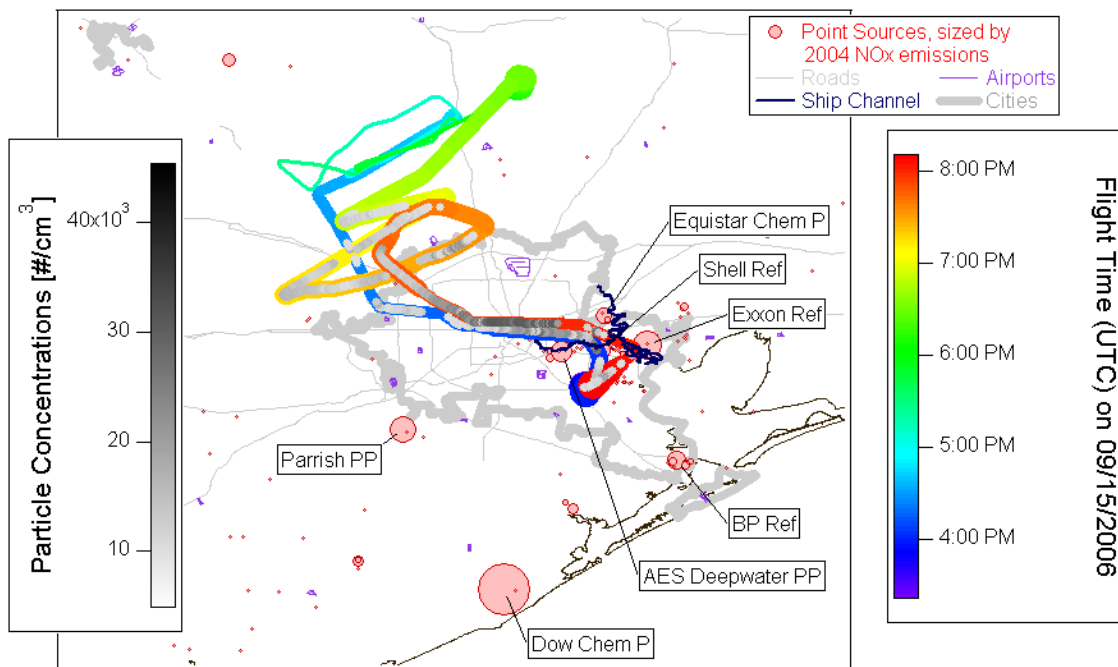 Point Sources, sized by
2004 NOx emissions
Roads
Airports
Ship Channel
Cities
Particle Concentrations [#/cm³]
40x10³
30
20
10
Equistar Chem P
Shell Ref
Exxon Ref
Parrish PP
BP Ref
AES Deepwater PP
Dow Chem P
8:00 PM
7:00 PM
6:00 PM
5:00 PM
4:00 PM
Flight Time (UTC) on 09/15/2006